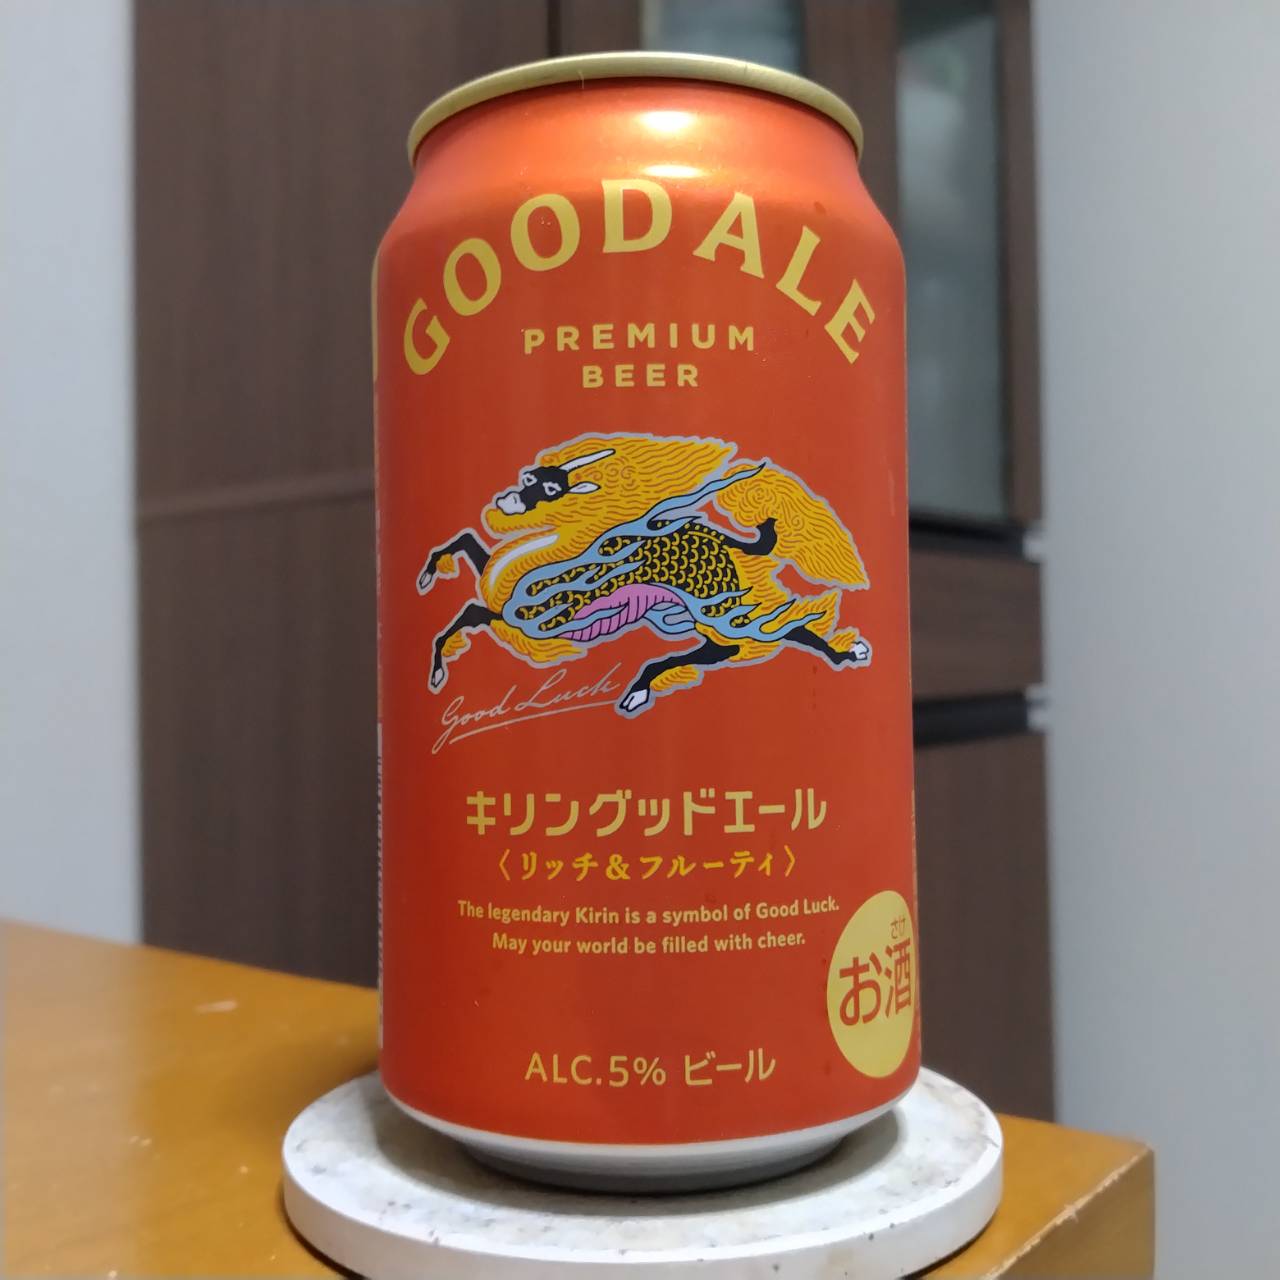 GOOD ALE
PREMIUM
BEER
Good Luck
キリングッドエール
〈リッチ&フルーティ〉
The legendary Kirin is a symbol of Good Luck.
May your world be filled with cheer.
さけ
お酒
ALC.5% ビール